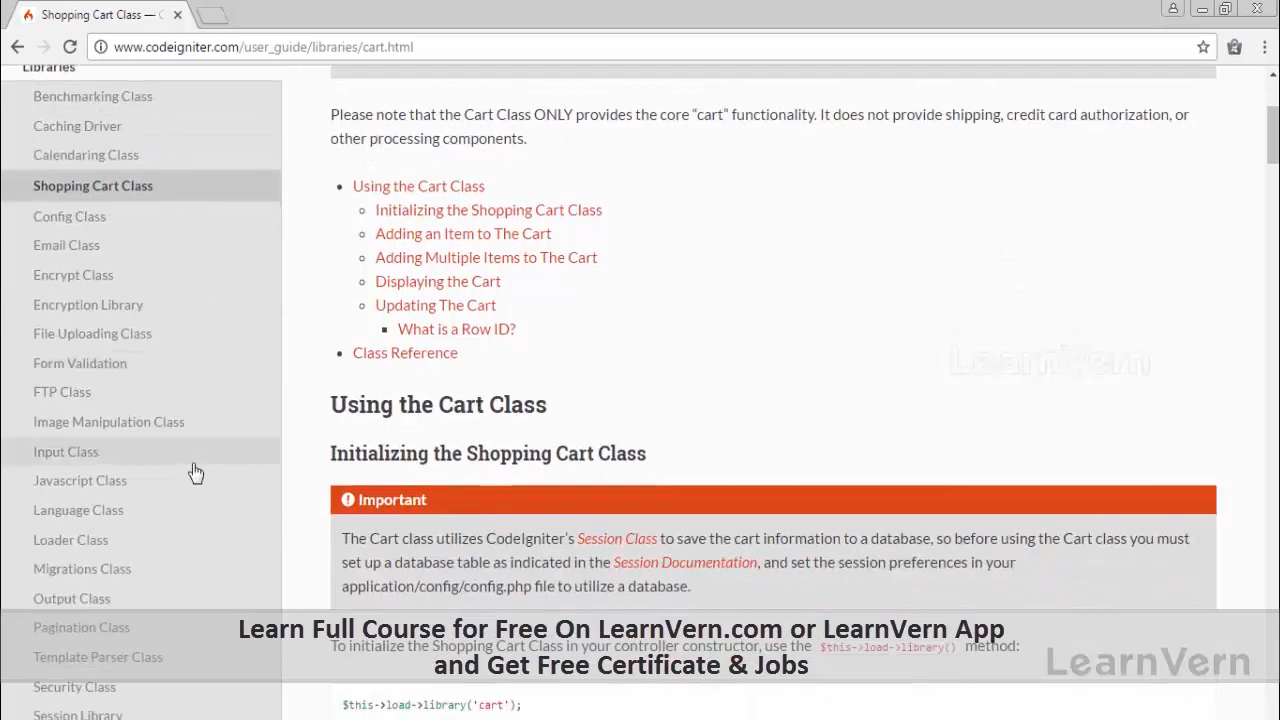 Shopping Cart Class — C
www.codeigniter.com/user_guide/libraries/cart.html
Libraries
Benchmarking Class
Caching Driver
Calendaring Class
Shopping Cart Class
Config Class
Email Class
Encrypt Class
Encryption Library
File Uploading Class
Form Validation
FTP Class
Image Manipulation Class
Input Class
Javascript Class
Language Class
Loader Class
Migrations Class
Output Class
Pagination Class
Template Parser Class
Security Class
Session Library
Please note that the Cart Class ONLY provides the core “cart” functionality. It does not provide shipping, credit card authorization, or
other processing components.
Using the Cart Class
Initializing the Shopping Cart Class
Adding an Item to The Cart
Adding Multiple Items to The Cart
Displaying the Cart
Updating The Cart
What is a Row ID?
Class Reference
LearnVern
Using the Cart Class
Initializing the Shopping Cart Class
Important
The Cart class utilizes CodeIgniter’s Session Class to save the cart information to a database, so before using the Cart class you must
set up a database table as indicated in the Session Documentation, and set the session preferences in your
application/config/config.php file to utilize a database.
To initialize the Shopping Cart Class in your controller constructor, use the $this->load->library() method:
$this->load->library('cart');
Learn Full Course for Free On LearnVern.com or LearnVern App
and Get Free Certificate & Jobs
LearnVern